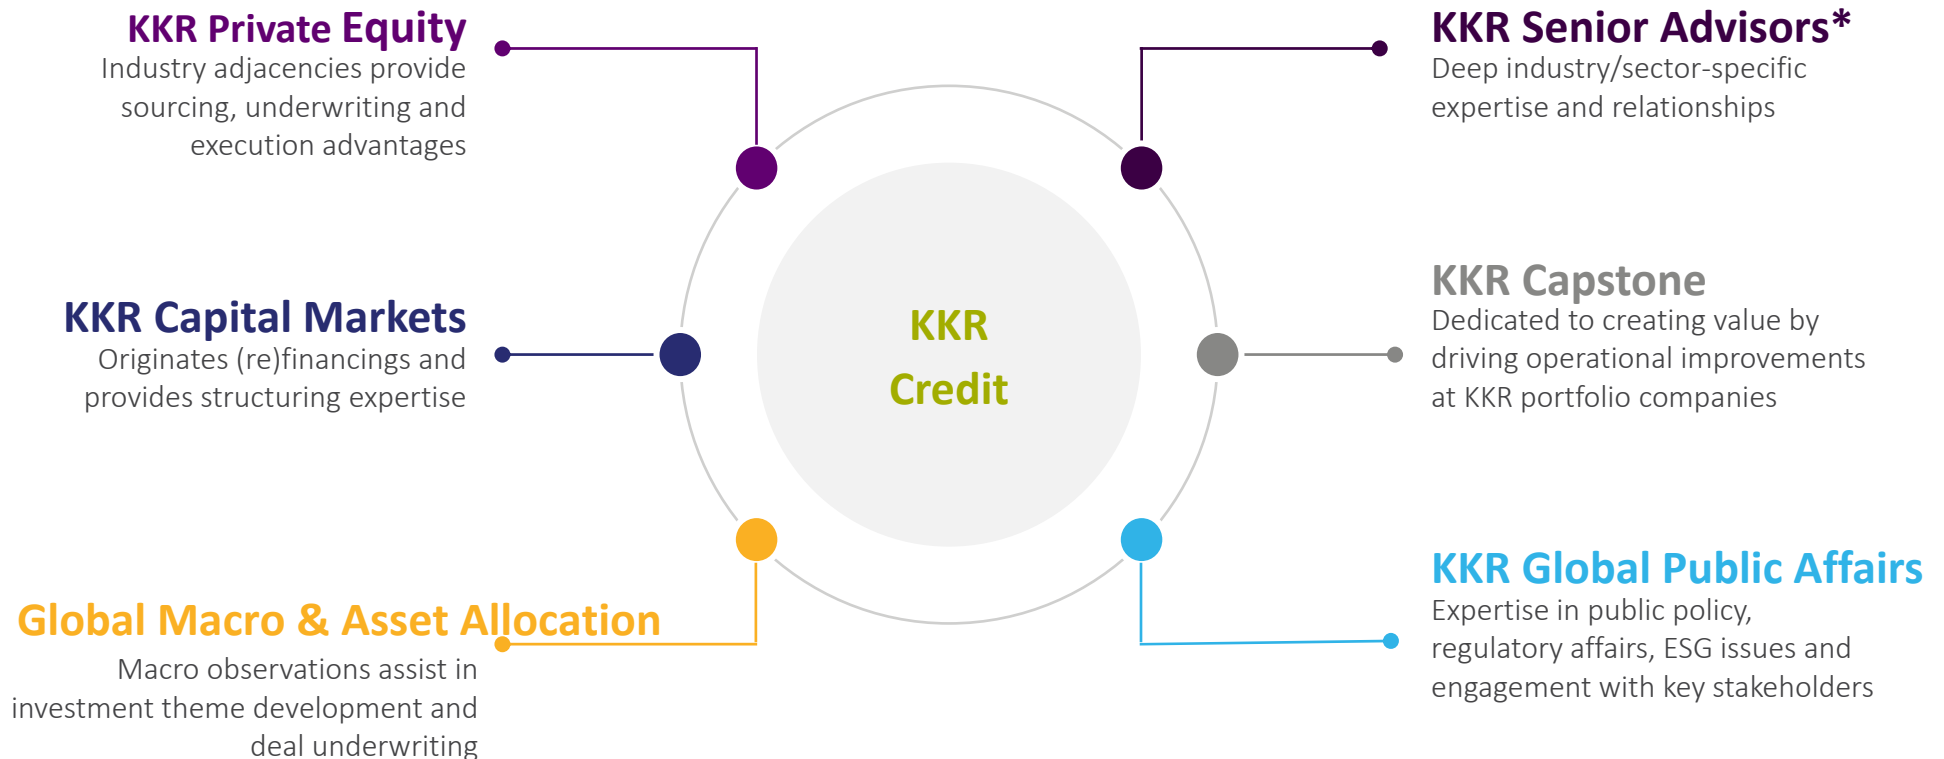 KKR Private Equity
Industry adjacencies provide
sourcing, underwriting and
execution advantages
KKR Capital Markets
Originates (re)financings and
provides structuring expertise
Global Macro & Asset Allocation
Macro observations assist in
investment theme development and
deal underwriting
KKR
Credit
KKR Senior Advisors*
Deep industry/sector-specific
expertise and relationships
KKR Capstone
Dedicated to creating value by
driving operational improvements
at KKR portfolio companies
KKR Global Public Affairs
Expertise in public policy,
regulatory affairs, ESG issues and
engagement with key stakeholders